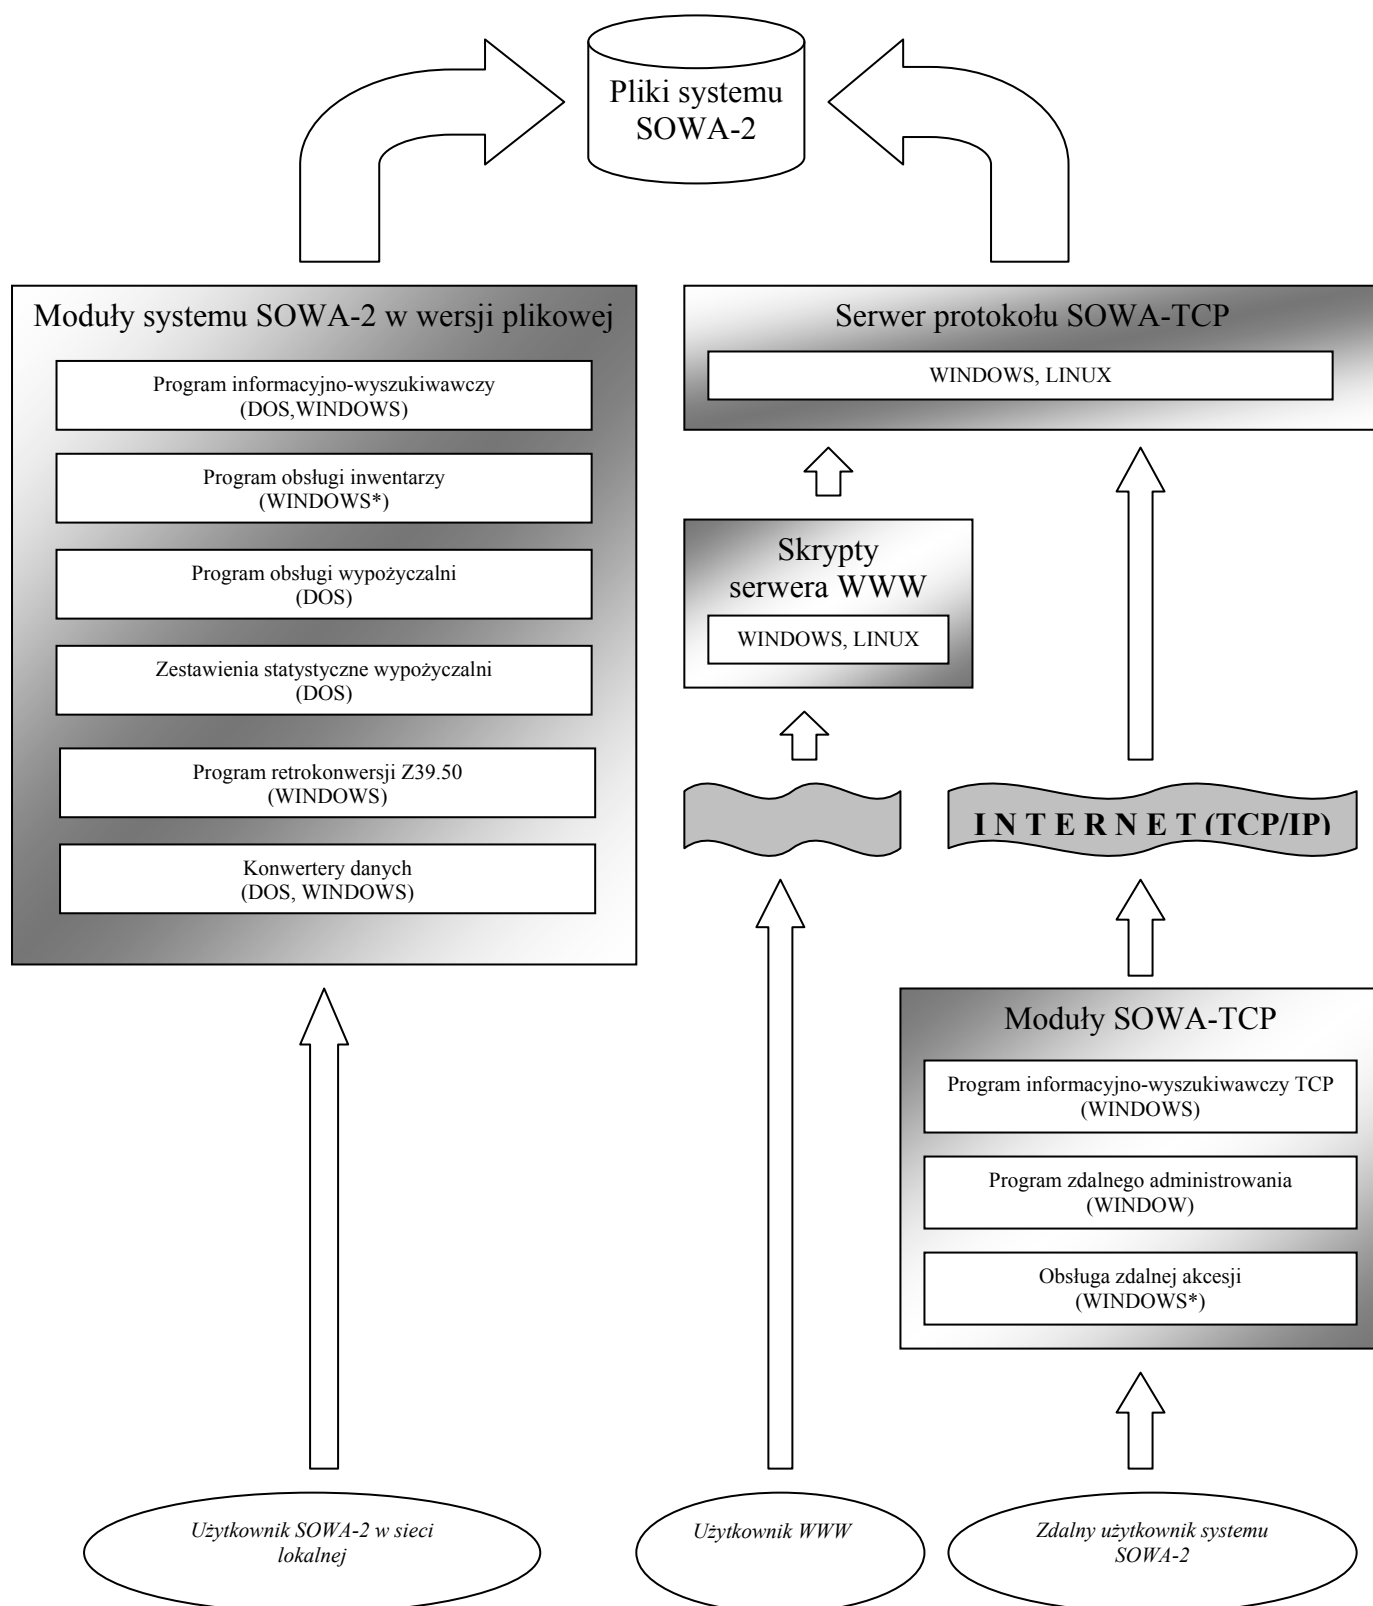 Pliki systemu
SOWA-2
Moduły systemu SOWA-2 w wersji plikowej
Program informacyjno-wyszukiwawczy
(DOS,WINDOWS)
Program obsługi inwentarzy
(WINDOWS*)
Program obsługi wypożyczalni
(DOS)
Zestawienia statystyczne wypożyczalni
(DOS)
Program retrokonwersji Z39.50
(WINDOWS)
Konwertery danych
(DOS, WINDOWS)
Serwer protokołu SOWA-TCP
WINDOWS, LINUX
Skrypty
serwera WWW
WINDOWS, LINUX
I N T E R N E T (TCP/IP)
Moduły SOWA-TCP
Program informacyjno-wyszukiwawczy TCP
(WINDOWS)
Program zdalnego administrowania
(WINDOW)
Obsługa zdalnej akcesji
(WINDOWS*)
Użytkownik SOWA-2 w sieci
lokalnej
Użytkownik WWW
Zdalny użytkownik systemu
SOWA-2